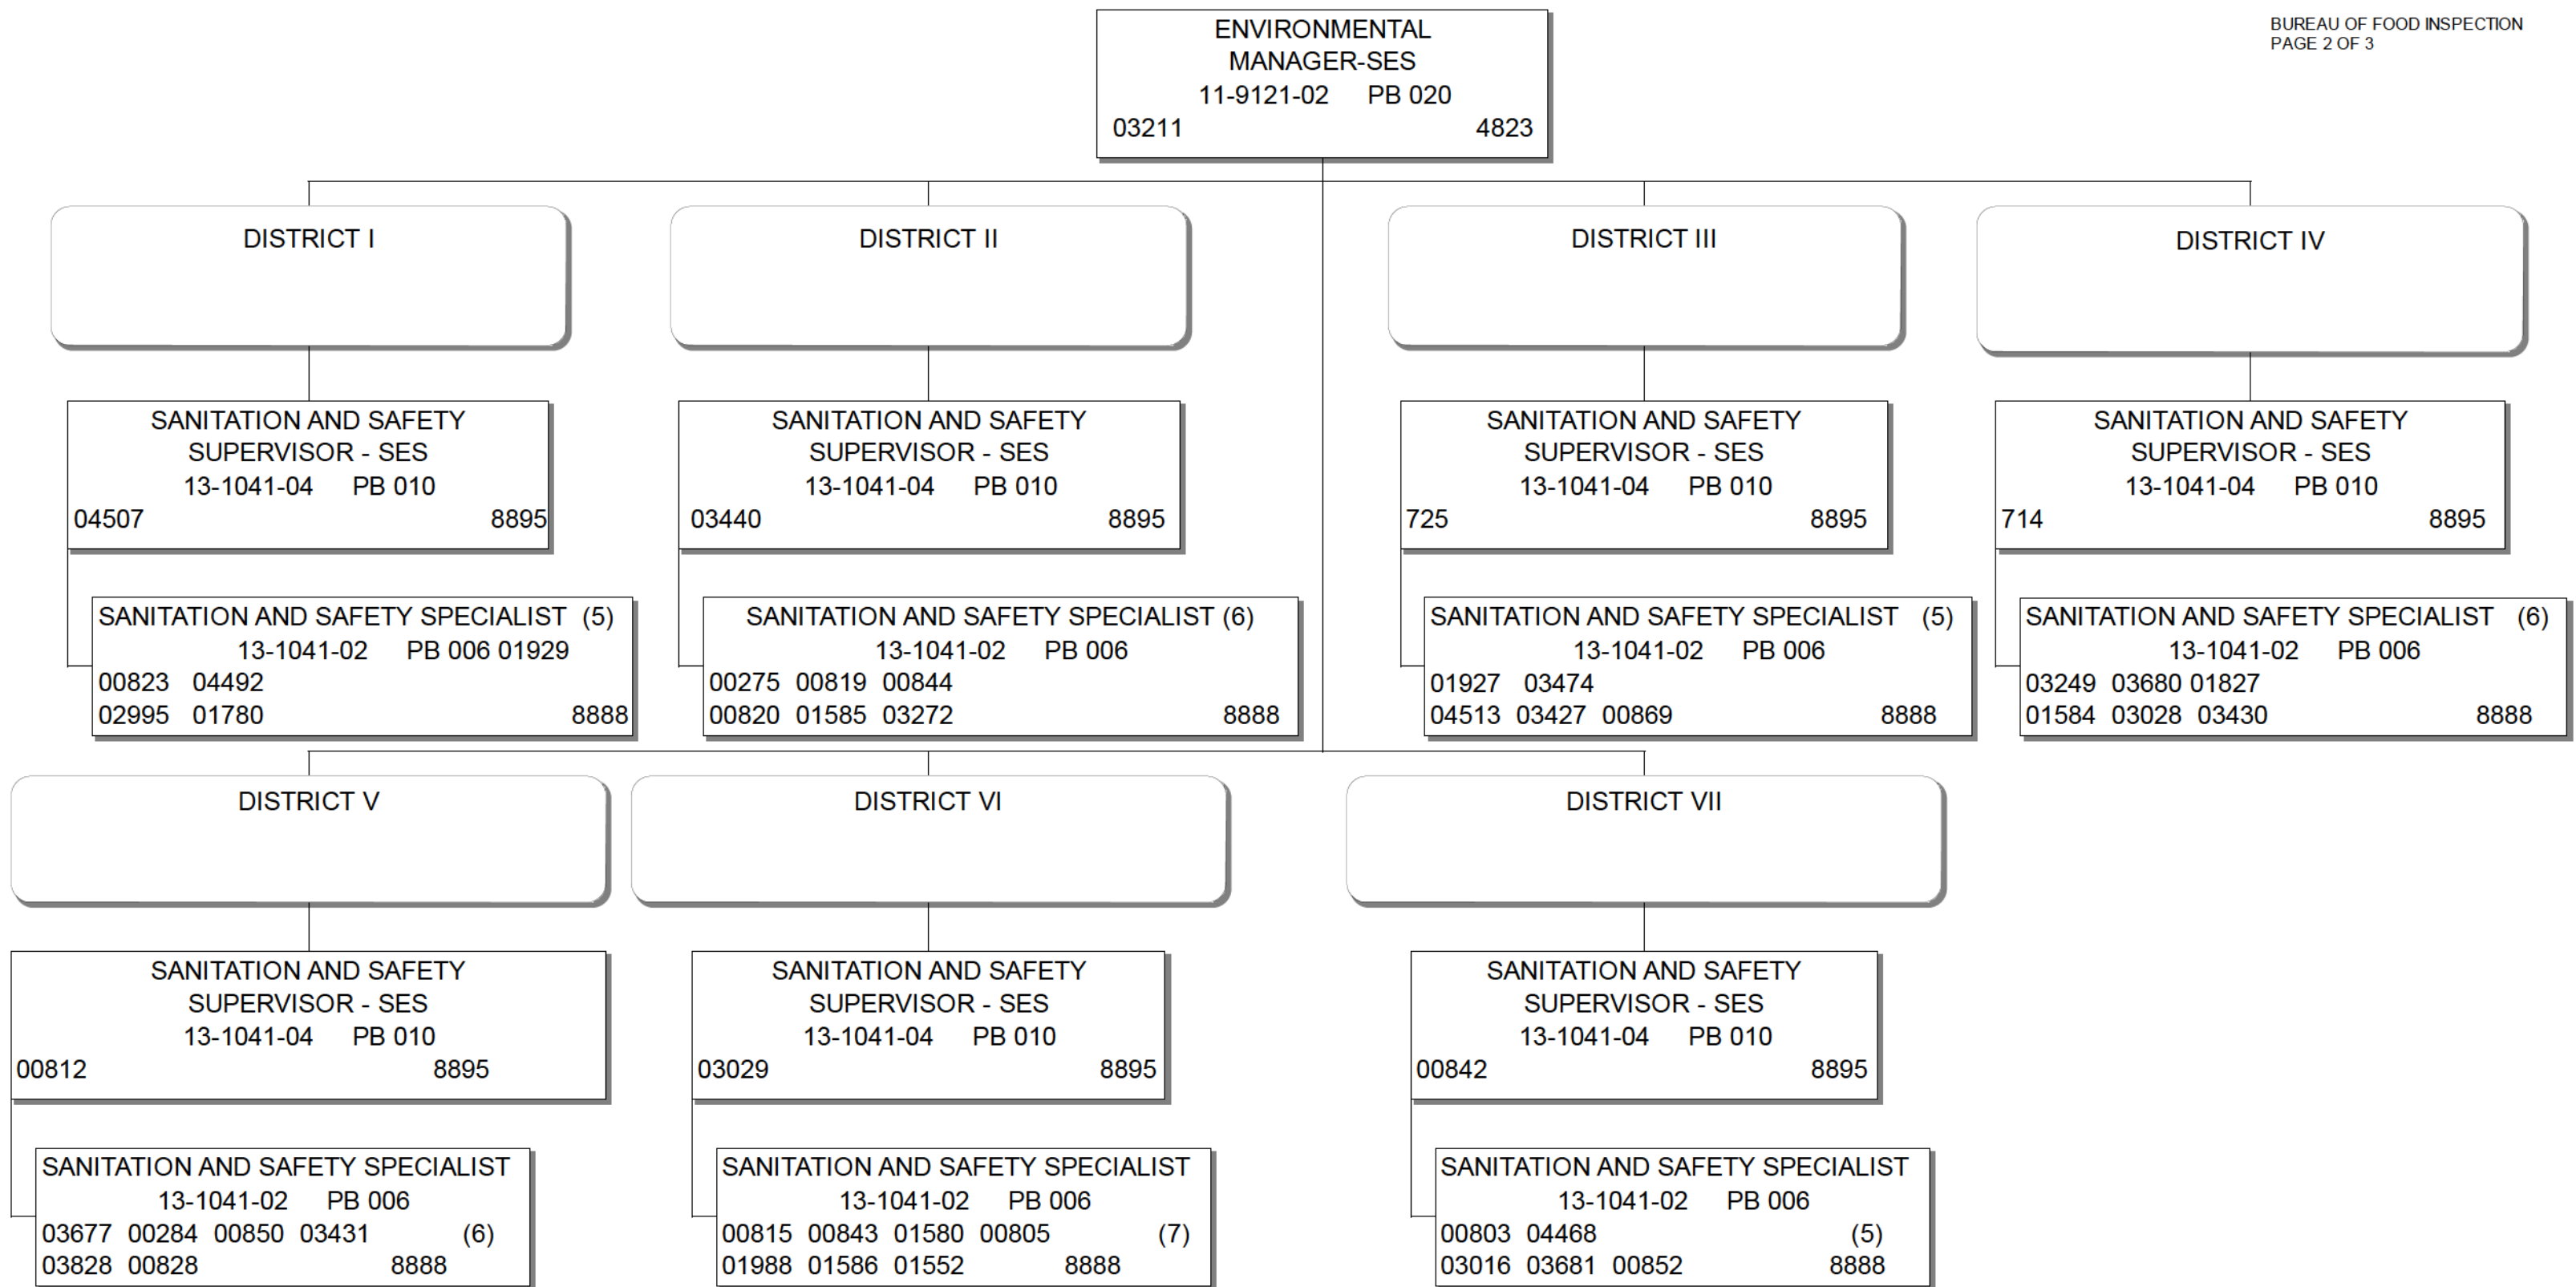 BUREAU OF FOOD INSPECTION
PAGE 2 OF 3
ENVIRONMENTAL
MANAGER-SES
11-9121-02 PB 020
03211 4823
DISTRICT I
SANITATION AND SAFETY
SUPERVISOR - SES
13-1041-04 PB 010
04507 8895
SANITATION AND SAFETY SPECIALIST (5)
13-1041-02 PB 006 01929
00823 04492
02995 01780 8888
DISTRICT II
SANITATION AND SAFETY
SUPERVISOR - SES
13-1041-04 PB 010
03440 8895
SANITATION AND SAFETY SPECIALIST (6)
13-1041-02 PB 006
00275 00819 00844
00820 01585 03272 8888
DISTRICT III
SANITATION AND SAFETY
SUPERVISOR - SES
13-1041-04 PB 010
725 8895
SANITATION AND SAFETY SPECIALIST (5)
13-1041-02 PB 006
01927 03474
04513 03427 00869 8888
DISTRICT IV
SANITATION AND SAFETY
SUPERVISOR - SES
13-1041-04 PB 010
714 8895
SANITATION AND SAFETY SPECIALIST (6)
13-1041-02 PB 006
03249 03680 01827
01584 03028 03430 8888
DISTRICT V
SANITATION AND SAFETY
SUPERVISOR - SES
13-1041-04 PB 010
00812 8895
SANITATION AND SAFETY SPECIALIST
13-1041-02 PB 006
03677 00284 00850 03431 (6)
03828 00828 8888
DISTRICT VI
SANITATION AND SAFETY
SUPERVISOR - SES
13-1041-04 PB 010
03029 8895
SANITATION AND SAFETY SPECIALIST
13-1041-02 PB 006
00815 00843 01580 00805 (7)
01988 01586 01552 8888
DISTRICT VII
SANITATION AND SAFETY
SUPERVISOR - SES
13-1041-04 PB 010
00842 8895
SANITATION AND SAFETY SPECIALIST
13-1041-02 PB 006
00803 04468 (5)
03016 03681 00852 8888